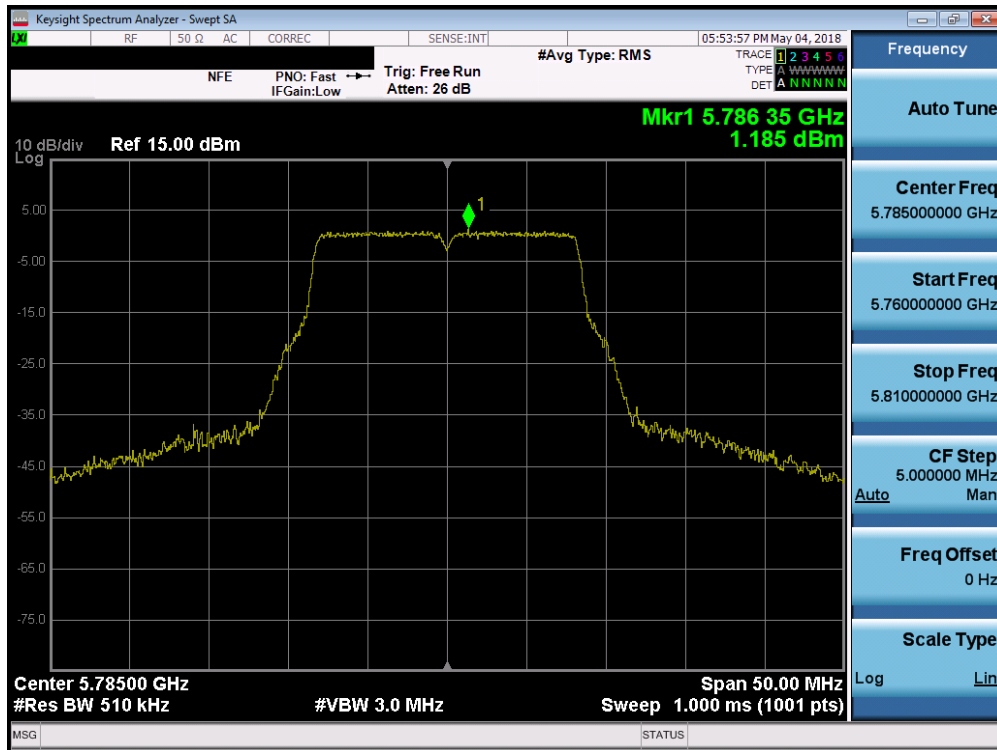 Keysight Spectrum Analyzer - Swept SA
LXI RF 50 Ω AC CORREC SENSE:INT 05:53:57 PM May 04, 2018
NFE PNO: Fast Trig: Free Run #Avg Type: RMS TRACE 1 2 3 4 5 6
IFGain:Low Atten: 26 dB TYPE A WWWWW
DET A N N N N N
Mkr1 5.786 35 GHz
1.185 dBm
10 dB/div Ref 15.00 dBm
Log
1
5.00
-5.00
-15.0
-25.0
-35.0
-45.0
-55.0
-65.0
-75.0
Center 5.78500 GHz Span 50.00 MHz
#Res BW 510 kHz #VBW 3.0 MHz Sweep 1.000 ms (1001 pts)
MSG STATUS
Frequency
Auto Tune
Center Freq
5.785000000 GHz
Start Freq
5.760000000 GHz
Stop Freq
5.810000000 GHz
CF Step
5.000000 MHz
Auto Man
Freq Offset
0 Hz
Scale Type
Log Lin